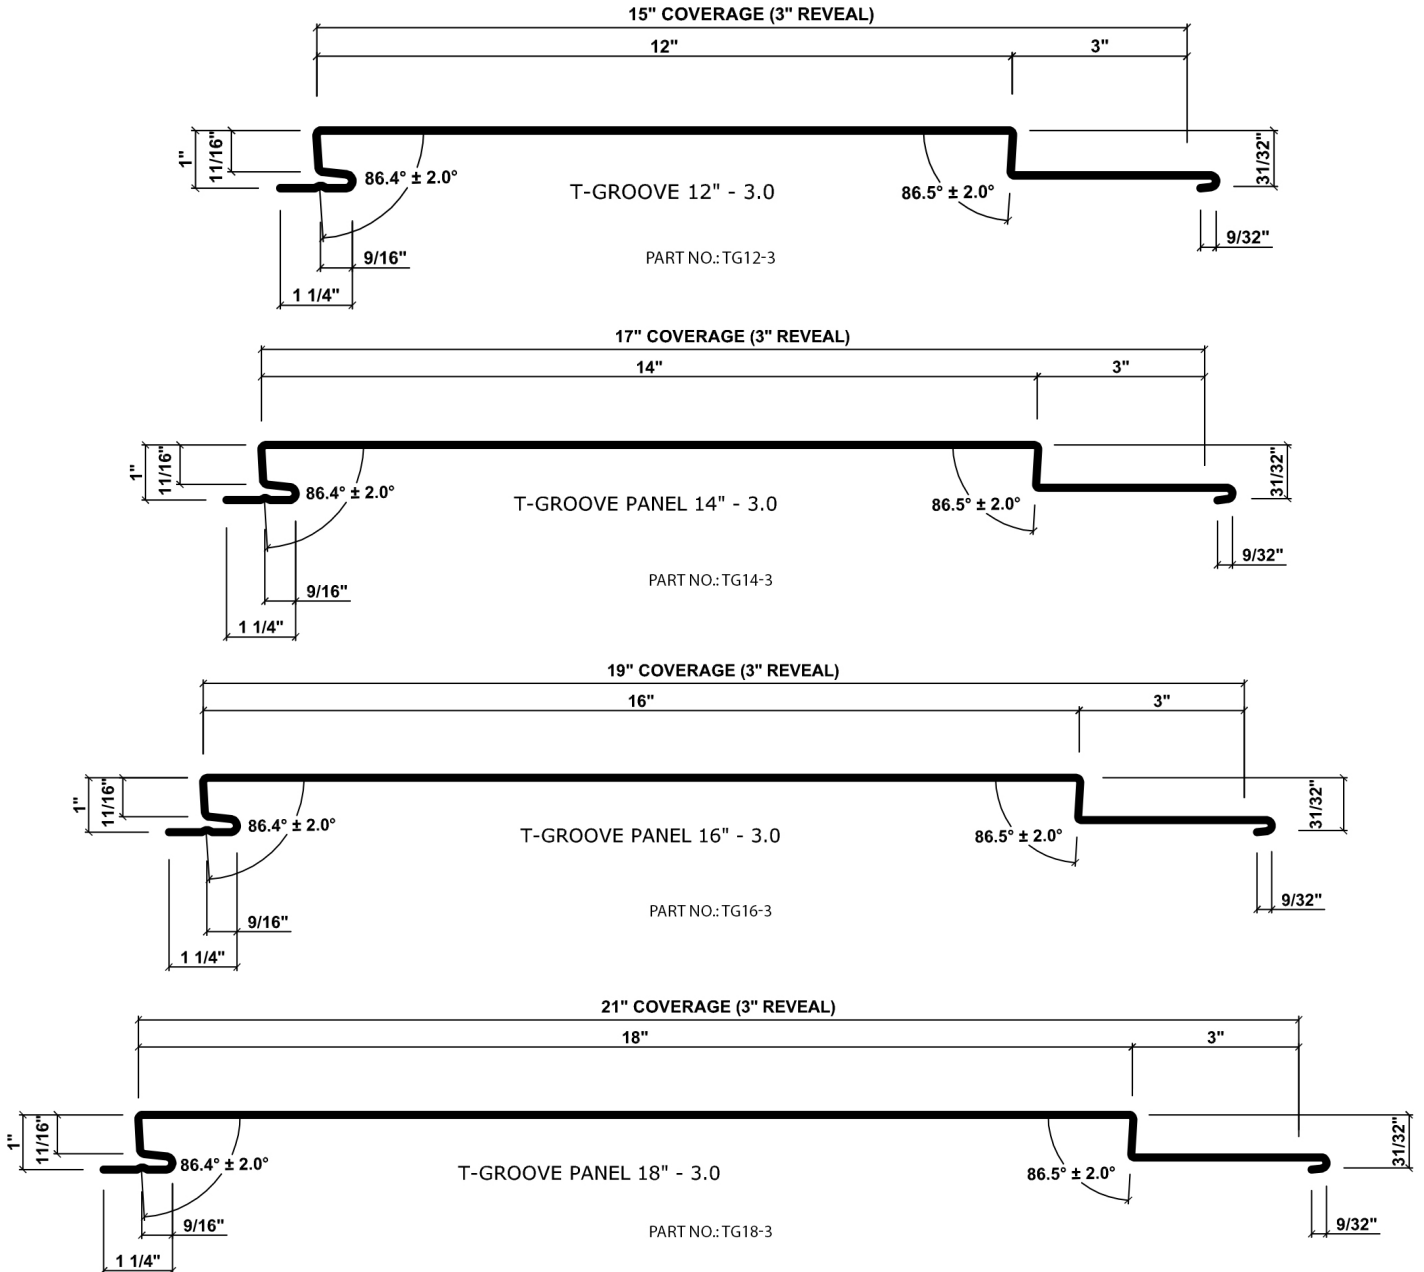 15" COVERAGE (3" REVEAL)
12"
3"
1"
11/16"
86.4° ± 2.0°
T-GROOVE 12" - 3.0
86.5° ± 2.0°
31/32"
9/32"
9/16"
PART NO.: TG12-3
1 1/4"
17" COVERAGE (3" REVEAL)
14"
3"
1"
11/16"
86.4° ± 2.0°
T-GROOVE PANEL 14" - 3.0
86.5° ± 2.0°
31/32"
9/32"
9/16"
PART NO.: TG14-3
1 1/4"
19" COVERAGE (3" REVEAL)
16"
3"
1"
11/16"
86.4° ± 2.0°
T-GROOVE PANEL 16" - 3.0
86.5° ± 2.0°
31/32"
9/32"
9/16"
PART NO.: TG16-3
1 1/4"
21" COVERAGE (3" REVEAL)
18"
3"
1"
11/16"
86.4° ± 2.0°
T-GROOVE PANEL 18" - 3.0
86.5° ± 2.0°
31/32"
9/32"
9/16"
PART NO.: TG18-3
1 1/4"